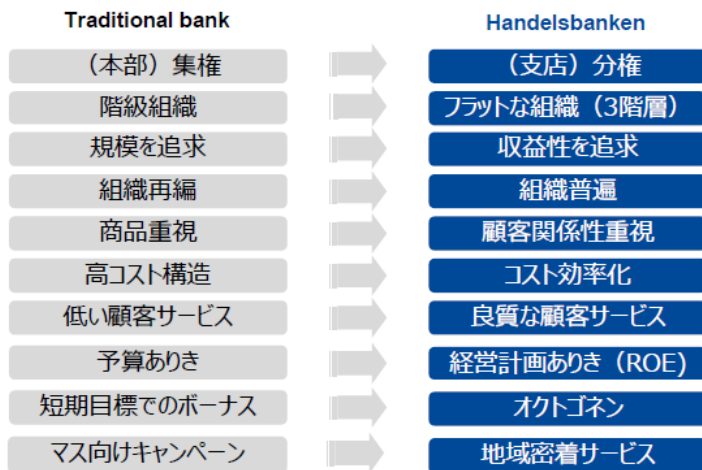 Traditional bank Handelsbanken
（本部）集権 （支店）分権
階級組織 フラットな組織（3階層）
規模を追求 収益性を追求
組織再編 組織普遍
商品重視 顧客関係性重視
高コスト構造 コスト効率化
低い顧客サービス 良質な顧客サービス
予算ありき 経営計画ありき（ROE)
短期目標でのボーナス オクトゴネン
マス向けキャンペーン 地域密着サービス